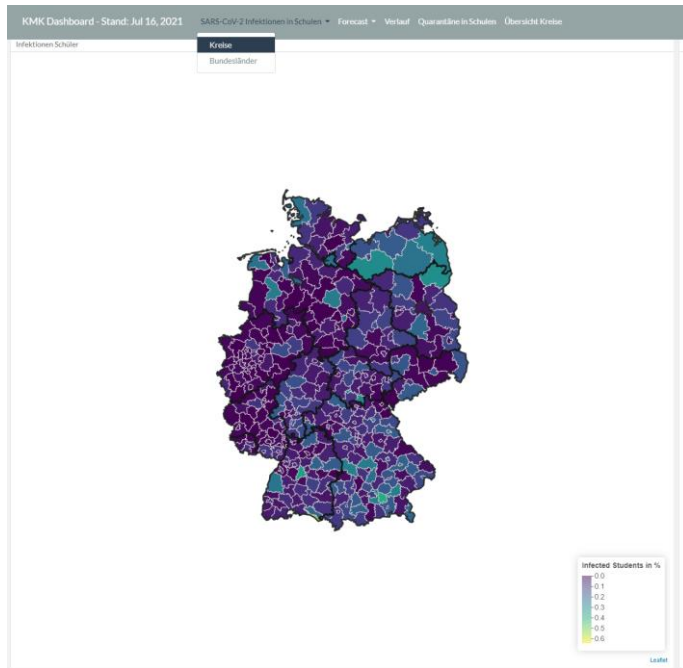 KMK Dashboard - Stand: Jul 16, 2021 SARS-CoV-2 Infektionen in Schulen Forecast Verlauf Quarantäne in Schulen Übersicht Kreise
Infektionen Schüler
Kreise
Bundesländer
Infected Students in %
0.0
0.1
0.2
0.3
0.4
0.5
0.6
Leaflet